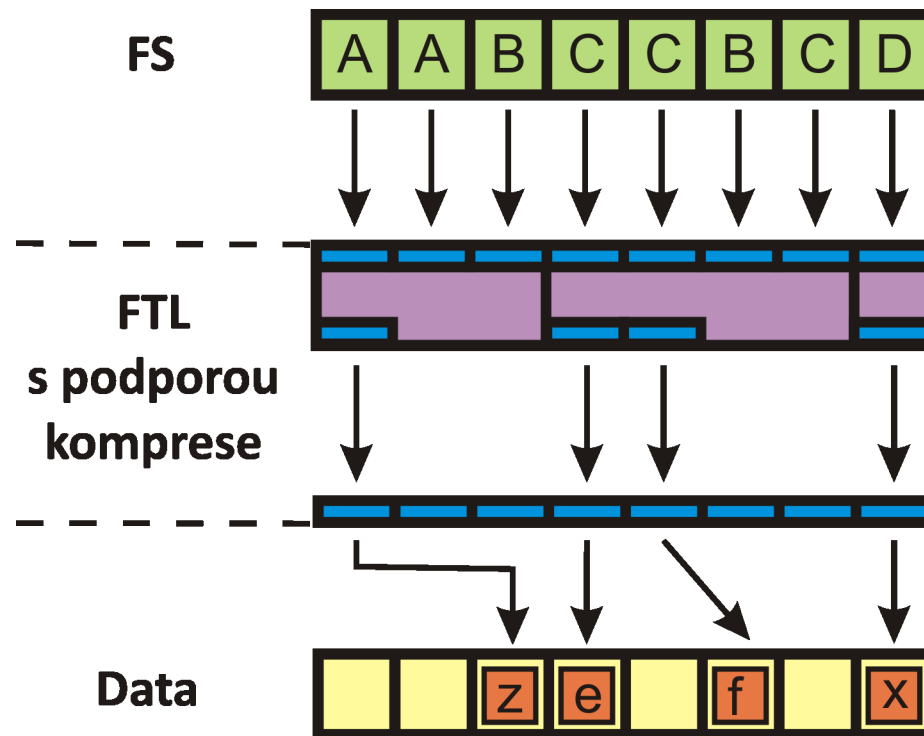 FS
A A B C C B C D
FTL
s podporou
komprese
Data
z e f x